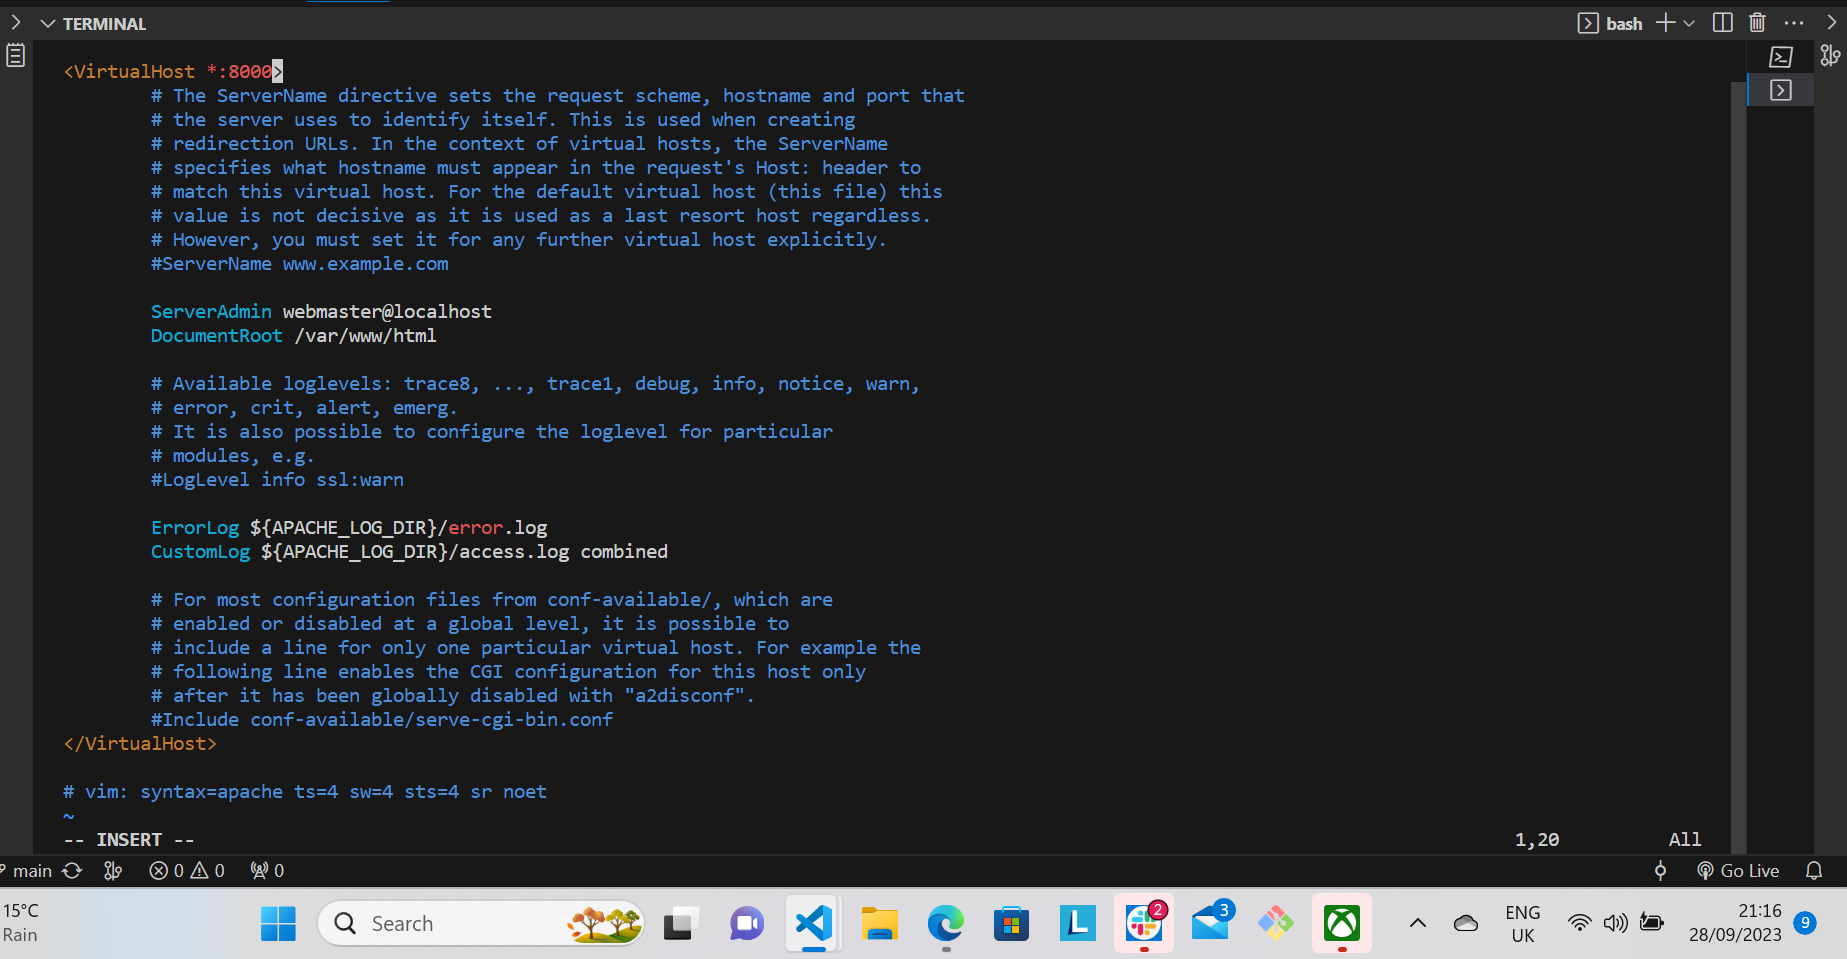 TERMINAL
bash
<VirtualHost *:8000>
# The ServerName directive sets the request scheme, hostname and port that
# the server uses to identify itself. This is used when creating
# redirection URLs. In the context of virtual hosts, the ServerName
# specifies what hostname must appear in the request's Host: header to
# match this virtual host. For the default virtual host (this file) this
# value is not decisive as it is used as a last resort host regardless.
# However, you must set it for any further virtual host explicitly.
#ServerName www.example.com
ServerAdmin webmaster@localhost
DocumentRoot /var/www/html
# Available loglevels: trace8, ..., trace1, debug, info, notice, warn,
# error, crit, alert, emerg.
# It is also possible to configure the loglevel for particular
# modules, e.g.
#LogLevel info ssl:warn
ErrorLog ${APACHE_LOG_DIR}/error.log
CustomLog ${APACHE_LOG_DIR}/access.log combined
# For most configuration files from conf-available/, which are
# enabled or disabled at a global level, it is possible to
# include a line for only one particular virtual host. For example the
# following line enables the CGI configuration for this host only
# after it has been globally disabled with "a2disconf".
#Include conf-available/serve-cgi-bin.conf
</VirtualHost>
# vim: syntax=apache ts=4 sw=4 sts=4 sr noet
~
-- INSERT -- 1,20 All
main 0 0 0 Go Live
15°C
Rain
Search
L
2
3
ENG
UK
21:16
28/09/2023
9